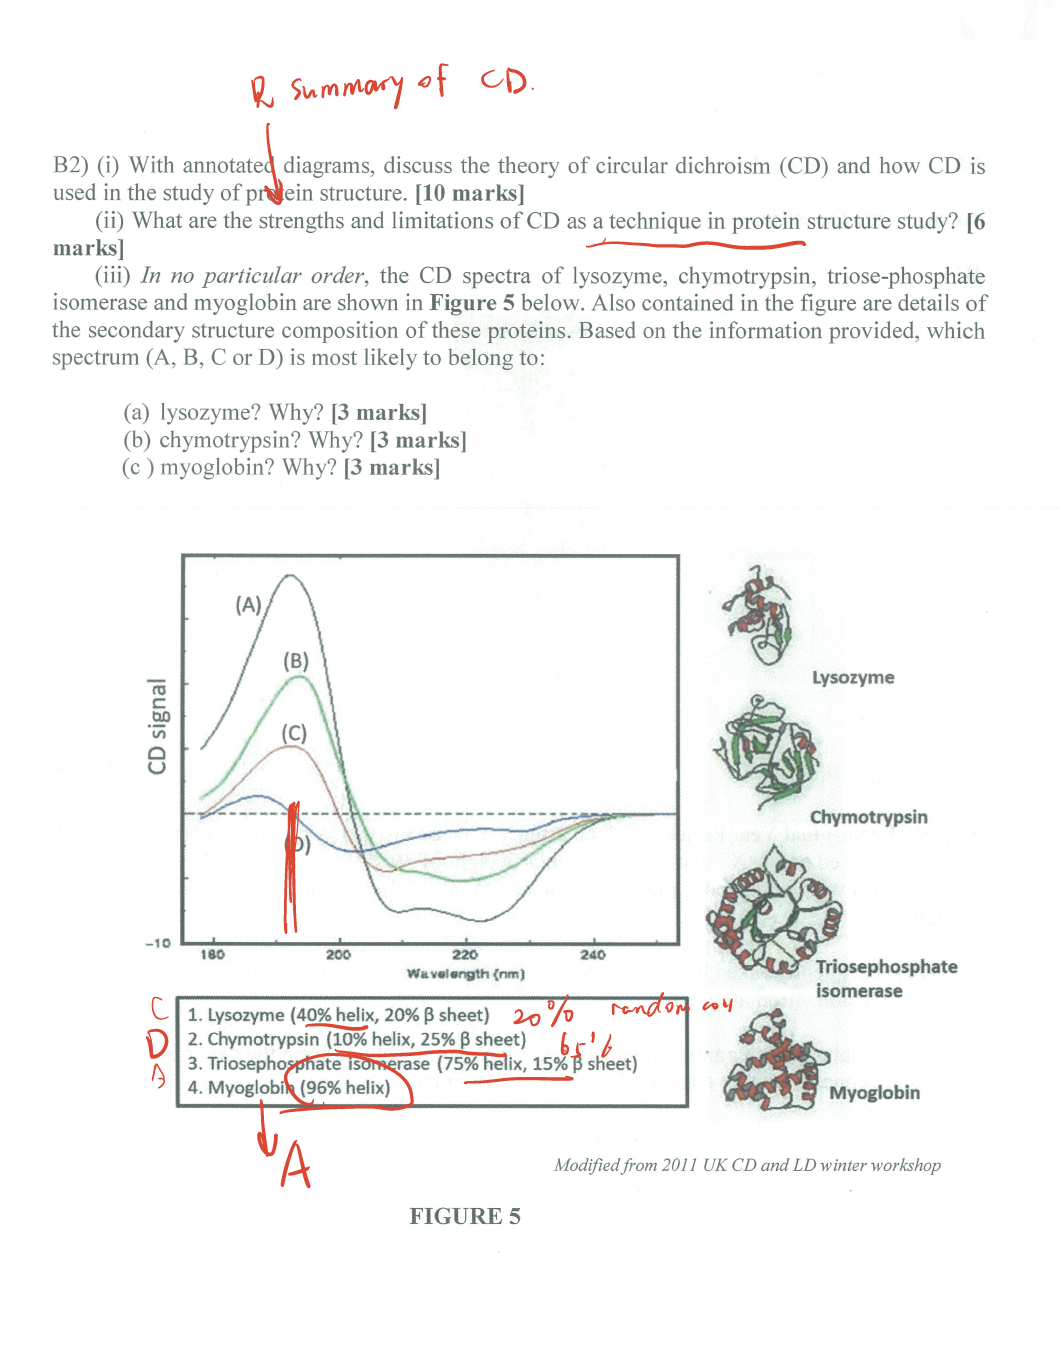 R summary of CD.
B2) (i) With annotated diagrams, discuss the theory of circular dichroism (CD) and how CD is
used in the study of protein structure. [10 marks]
(ii) What are the strengths and limitations of CD as a technique in protein structure study? [6
marks]
(iii) In no particular order, the CD spectra of lysozyme, chymotrypsin, triose-phosphate
isomerase and myoglobin are shown in Figure 5 below. Also contained in the figure are details of
the secondary structure composition of these proteins. Based on the information provided, which
spectrum (A, B, C or D) is most likely to belong to:
(a) lysozyme? Why? [3 marks]
(b) chymotrypsin? Why? [3 marks]
(c ) myoglobin? Why? [3 marks]
(A)
(B)
(C)
(D)
CD signal
-10
180 200 220 240
Wavelength (nm)
Lysozyme
Chymotrypsin
Triosephosphate
isomerase
Myoglobin
C 1. Lysozyme (40% helix, 20% β sheet) 20% random coil
D 2. Chymotrypsin (10% helix, 25% β sheet) 65%
3. Triosephosphate isomerase (75% helix, 15% β sheet)
4. Myoglobin (96% helix)
A
Modified from 2011 UK CD and LD winter workshop
FIGURE 5